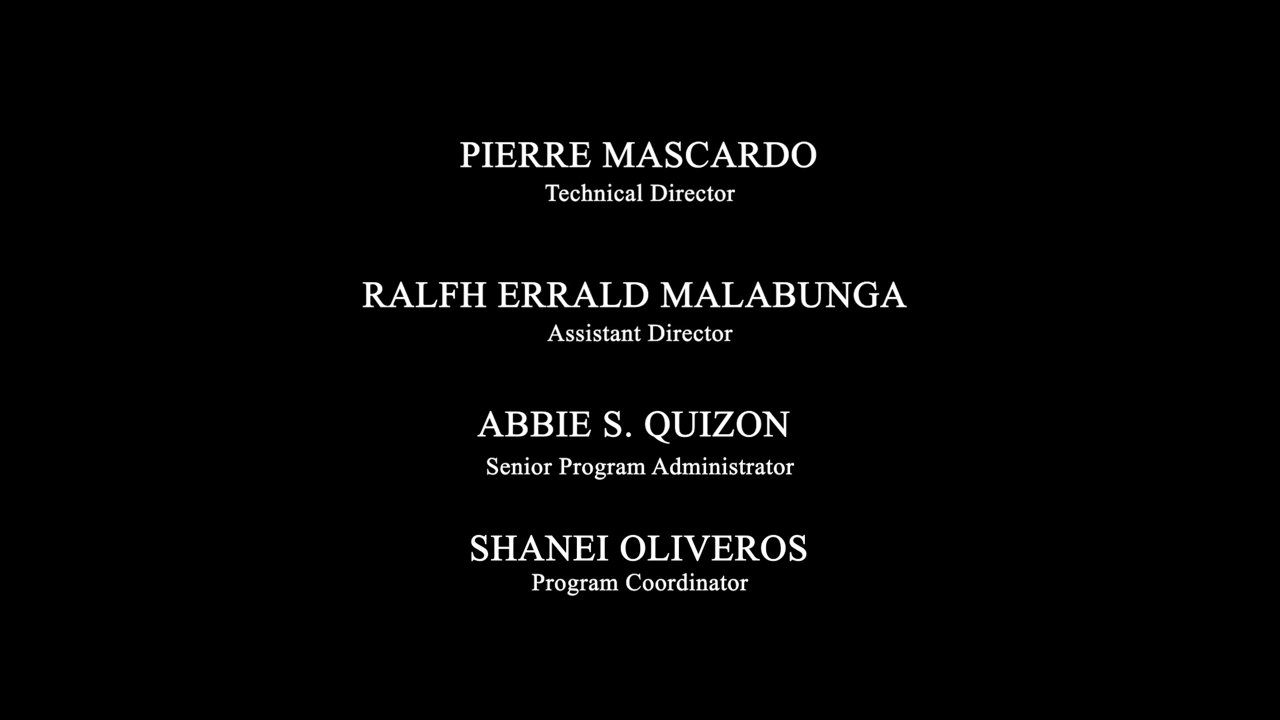 PIERRE MASCARDO
Technical Director
RALFH ERRALD MALABUNGA
Assistant Director
ABBIE S. QUIZON
Senior Program Administrator
SHANEI OLIVEROS
Program Coordinator